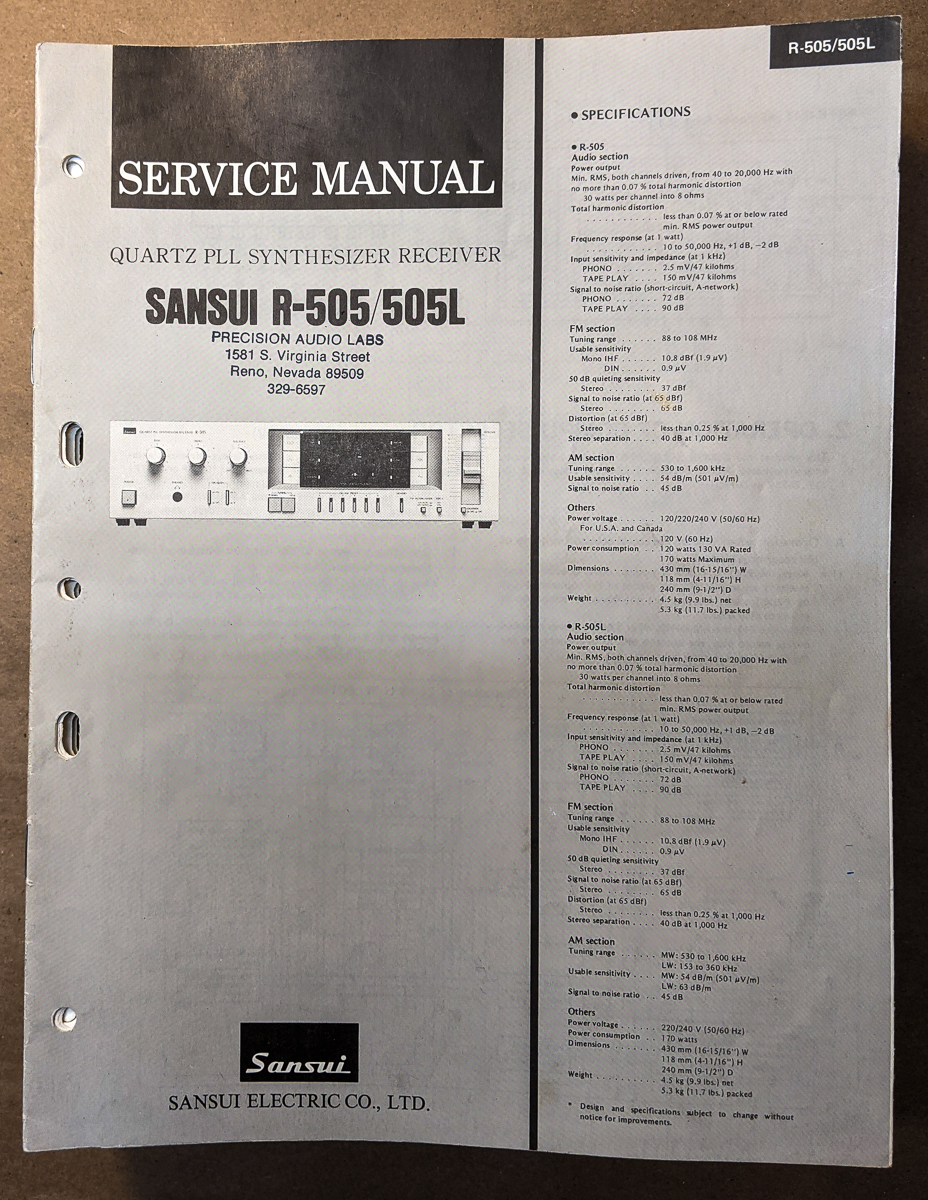 R-505/505L
SERVICE MANUAL
QUARTZ PLL SYNTHESIZER RECEIVER
SANSUI R-505/505L
PRECISION AUDIO LABS
1581 S. Virginia Street
Reno, Nevada 89509
329-6597
Sansui
SANSUI ELECTRIC CO., LTD.
● SPECIFICATIONS
● R-505
Audio section
Power output
Min. RMS, both channels driven, from 40 to 20,000 Hz with
no more than 0.07 % total harmonic distortion
30 watts per channel into 8 ohms
Total harmonic distortion
. . . . . . . . . . . . less than 0.07 % at or below rated
min. RMS power output
Frequency response (at 1 watt)
. . . . . . . . . . . . 10 to 50,000 Hz, +1 dB, −2 dB
Input sensitivity and impedance (at 1 kHz)
PHONO . . . . . . . 2.5 mV/47 kilohms
TAPE PLAY . . . . 150 mV/47 kilohms
Signal to noise ratio (short-circuit, A-network)
PHONO . . . . . . . 72 dB
TAPE PLAY . . . . 90 dB
FM section
Tuning range . . . . . . 88 to 108 MHz
Usable sensitivity
Mono IHF . . . . . . 10.8 dBf (1.9 μV)
DIN . . . . . . 0.9 μV
50 dB quieting sensitivity
Stereo . . . . . . . . 37 dBf
Signal to noise ratio (at 65 dBf)
Stereo . . . . . . . . 65 dB
Distortion (at 65 dBf)
Stereo . . . . . . . . less than 0.25 % at 1,000 Hz
Stereo separation . . . . 40 dB at 1,000 Hz
AM section
Tuning range . . . . . . 530 to 1,600 kHz
Usable sensitivity . . . . 54 dB/m (501 μV/m)
Signal to noise ratio . . 45 dB
Others
Power voltage . . . . . . 120/220/240 V (50/60 Hz)
For U.S.A. and Canada
. . . . . . . . . . . . 120 V (60 Hz)
Power consumption . . 120 watts 130 VA Rated
170 watts Maximum
Dimensions . . . . . . . 430 mm (16-15/16") W
118 mm (4-11/16") H
240 mm (9-1/2") D
Weight . . . . . . . . . . 4.5 kg (9.9 lbs.) net
5.3 kg (11.7 lbs.) packed
● R-505L
Audio section
Power output
Min. RMS, both channels driven, from 40 to 20,000 Hz with
no more than 0.07 % total harmonic distortion
30 watts per channel into 8 ohms
Total harmonic distortion
. . . . . . . . . . . . less than 0.07 % at or below rated
min. RMS power output
Frequency response (at 1 watt)
. . . . . . . . . . . . 10 to 50,000 Hz, +1 dB, −2 dB
Input sensitivity and impedance (at 1 kHz)
PHONO . . . . . . . 2.5 mV/47 kilohms
TAPE PLAY . . . . 150 mV/47 kilohms
Signal to noise ratio (short-circuit, A-network)
PHONO . . . . . . . 72 dB
TAPE PLAY . . . . 90 dB
FM section
Tuning range . . . . . . 88 to 108 MHz
Usable sensitivity
Mono IHF . . . . . . 10.8 dBf (1.9 μV)
DIN . . . . . . 0.9 μV
50 dB quieting sensitivity
Stereo . . . . . . . . 37 dBf
Signal to noise ratio (at 65 dBf)
Stereo . . . . . . . . 65 dB
Distortion (at 65 dBf)
Stereo . . . . . . . . less than 0.25 % at 1,000 Hz
Stereo separation . . . . 40 dB at 1,000 Hz
AM section
Tuning range . . . . . . MW: 530 to 1,600 kHz
LW: 153 to 360 kHz
Usable sensitivity . . . . MW: 54 dB/m (501 μV/m)
LW: 63 dB/m
Signal to noise ratio . . 45 dB
Others
Power voltage . . . . . . 220/240 V (50/60 Hz)
Power consumption . . 170 watts
Dimensions . . . . . . . 430 mm (16-15/16") W
118 mm (4-11/16") H
240 mm (9-1/2") D
Weight . . . . . . . . . . 4.5 kg (9.9 lbs.) net
5.3 kg (11.7 lbs.) packed
* Design and specifications subject to change without
notice for improvements.